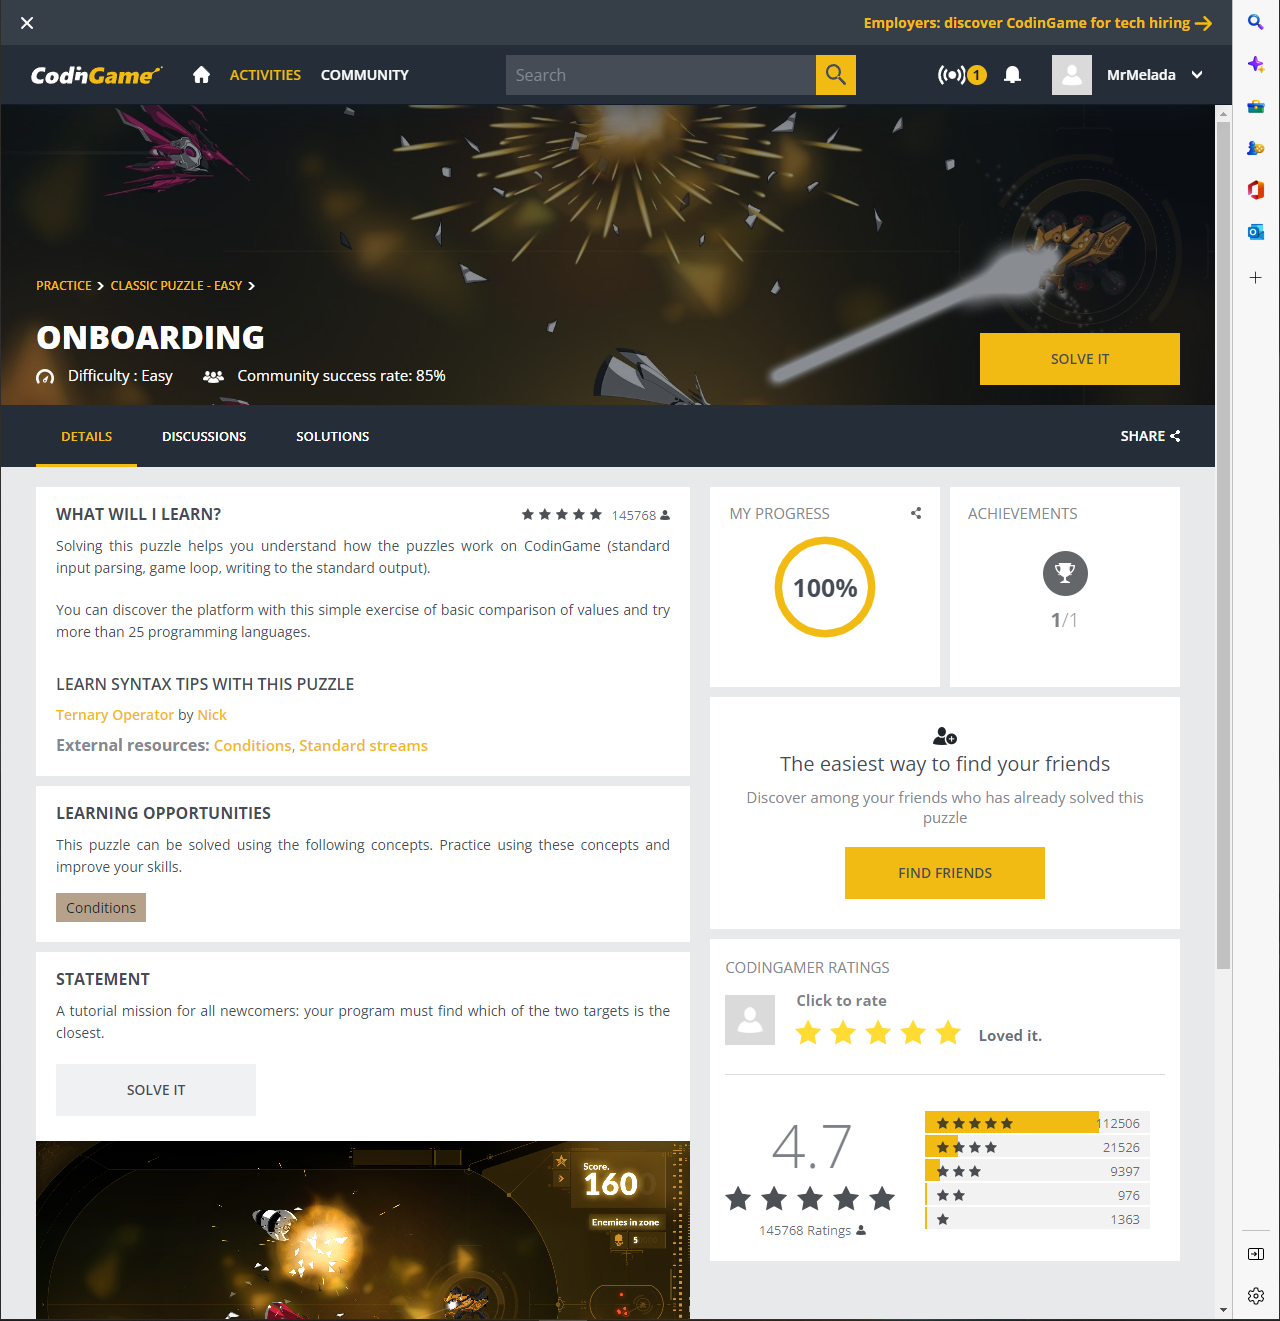 Employers: discover CodinGame for tech hiring
CodinGame
ACTIVITIES
COMMUNITY
Search
1
MrMelada
PRACTICE
CLASSIC PUZZLE - EASY
ONBOARDING
Difficulty : Easy
Community success rate: 85%
SOLVE IT
DETAILS
DISCUSSIONS
SOLUTIONS
SHARE
WHAT WILL I LEARN?
145768
Solving this puzzle helps you understand how the puzzles work on CodinGame (standard
input parsing, game loop, writing to the standard output).
You can discover the platform with this simple exercise of basic comparison of values and try
more than 25 programming languages.
LEARN SYNTAX TIPS WITH THIS PUZZLE
Ternary Operator by Nick
External resources: Conditions, Standard streams
LEARNING OPPORTUNITIES
This puzzle can be solved using the following concepts. Practice using these concepts and
improve your skills.
Conditions
STATEMENT
A tutorial mission for all newcomers: your program must find which of the two targets is the
closest.
SOLVE IT
Score.
160
Enemies in zone
5
MY PROGRESS
100%
ACHIEVEMENTS
1/1
The easiest way to find your friends
Discover among your friends who has already solved this
puzzle
FIND FRIENDS
CODINGAMER RATINGS
Click to rate
Loved it.
4.7
145768 Ratings
112506
21526
9397
976
1363